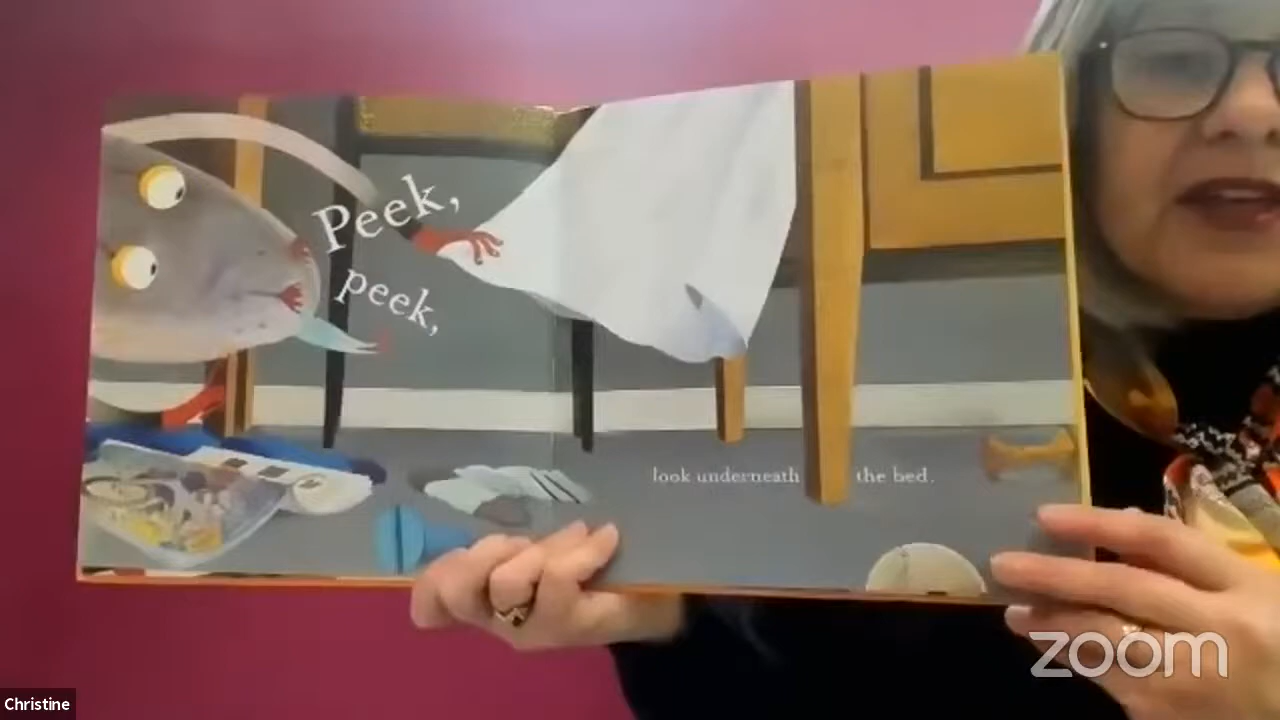 Peek,
peek,
look underneath the bed.
zoom
Christine